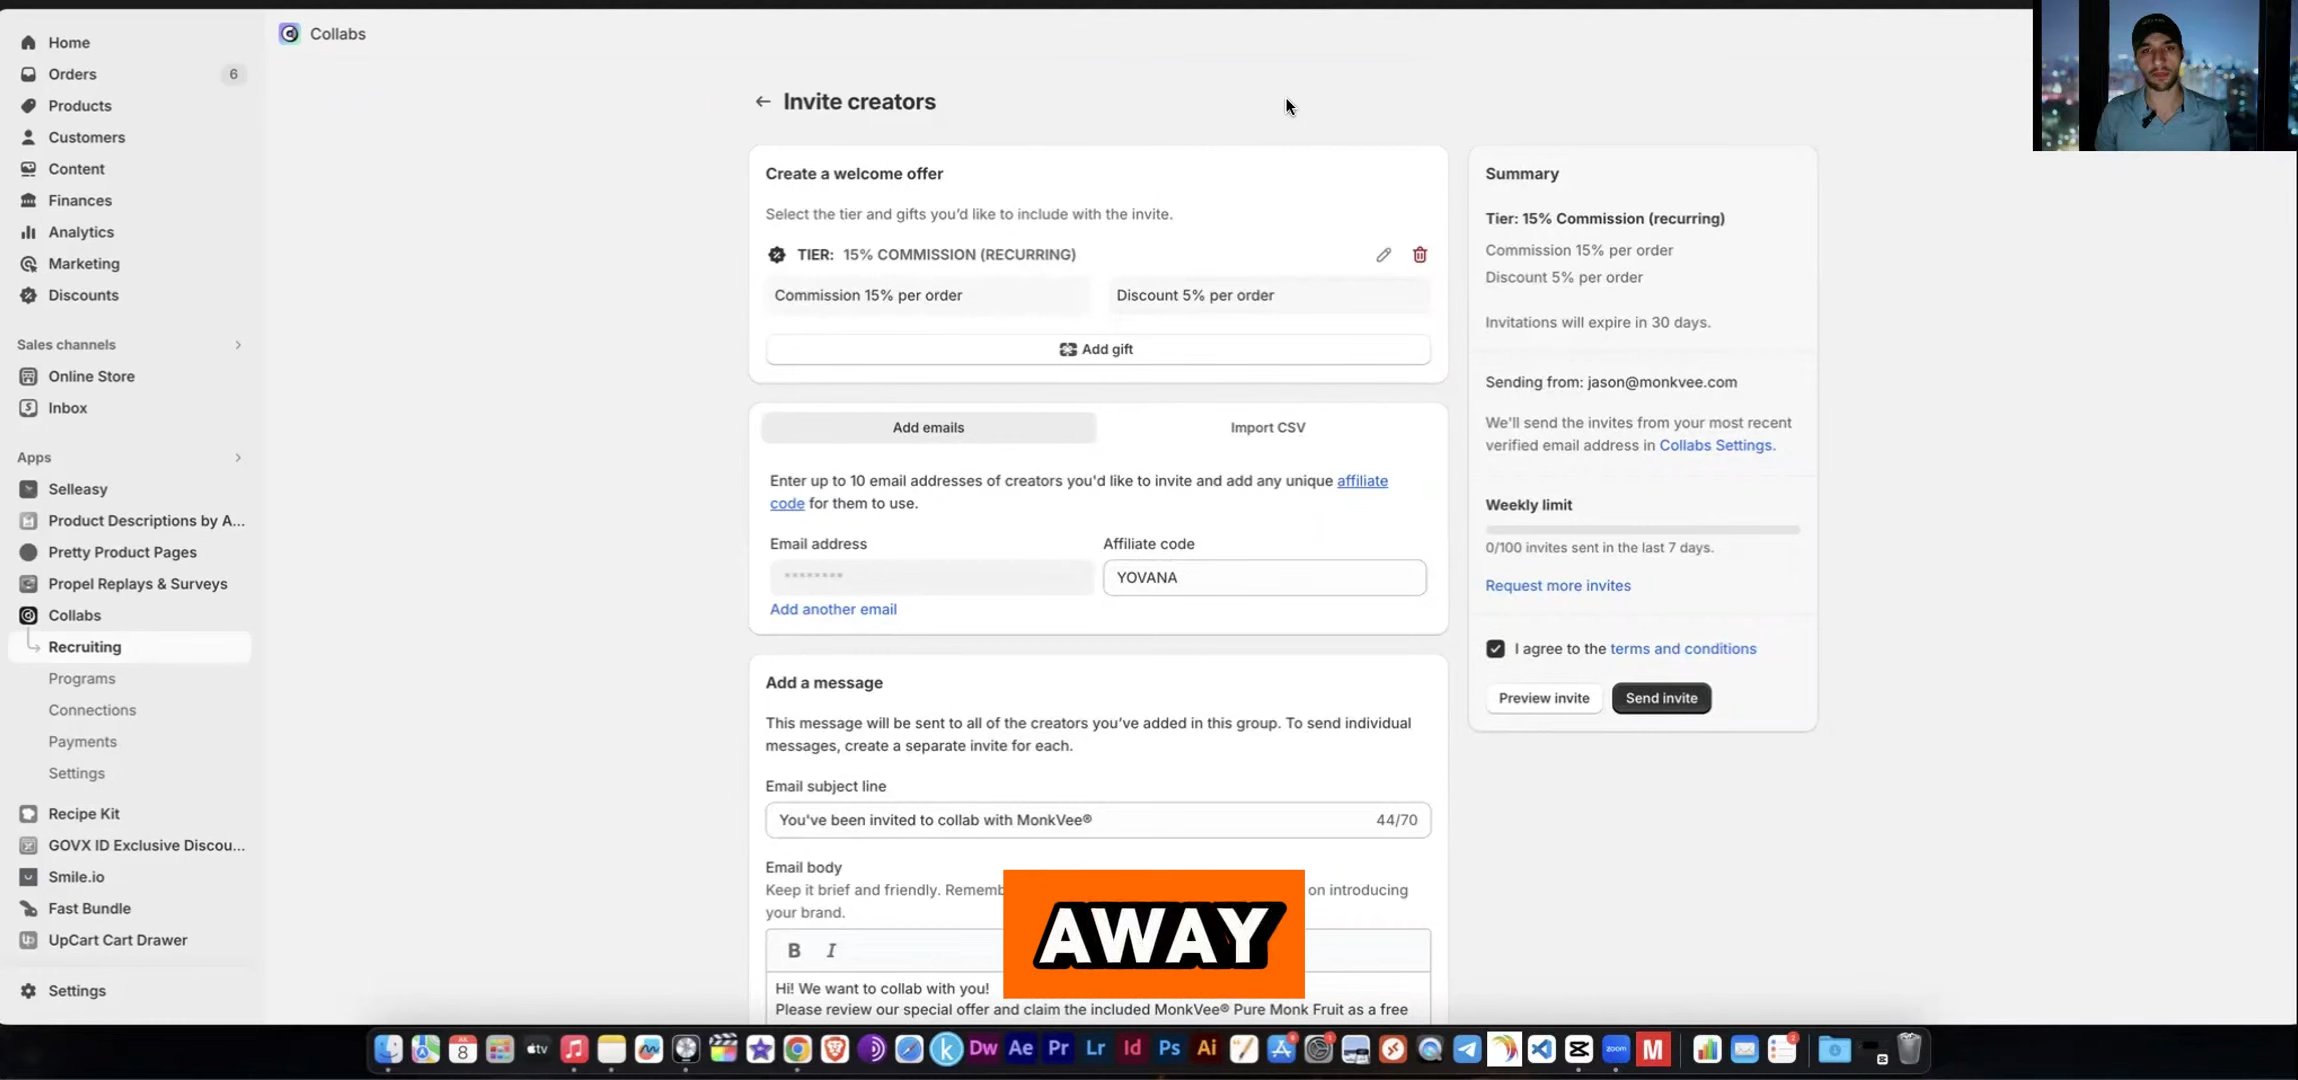 Home
Orders 6
Products
Customers
Content
Finances
Analytics
Marketing
Discounts
Sales channels
Online Store
Inbox
Apps
Selleasy
Product Descriptions by A...
Pretty Product Pages
Propel Replays & Surveys
Collabs
Recruiting
Programs
Connections
Payments
Settings
Recipe Kit
GOVX ID Exclusive Discou...
Smile.io
Fast Bundle
UpCart Cart Drawer
Settings
Collabs
Invite creators
Create a welcome offer
Select the tier and gifts you'd like to include with the invite.
TIER: 15% COMMISSION (RECURRING)
Commission 15% per order Discount 5% per order
Add gift
Add emails Import CSV
Enter up to 10 email addresses of creators you'd like to invite and add any unique affiliate
code for them to use.
Email address Affiliate code
******** YOVANA
Add another email
Add a message
This message will be sent to all of the creators you've added in this group. To send individual
messages, create a separate invite for each.
Email subject line
You've been invited to collab with MonkVee® 44/70
Email body
Keep it brief and friendly. Rememb on introducing
your brand.
B I
Hi! We want to collab with you!
Please review our special offer and claim the included MonkVee® Pure Monk Fruit as a free
AWAY
Summary
Tier: 15% Commission (recurring)
Commission 15% per order
Discount 5% per order
Invitations will expire in 30 days.
Sending from: jason@monkvee.com
We'll send the invites from your most recent
verified email address in Collabs Settings.
Weekly limit
0/100 invites sent in the last 7 days.
Request more invites
I agree to the terms and conditions
Preview invite Send invite
8 tv k Dw Ae Pr Lr Id Ps Ai zoom M